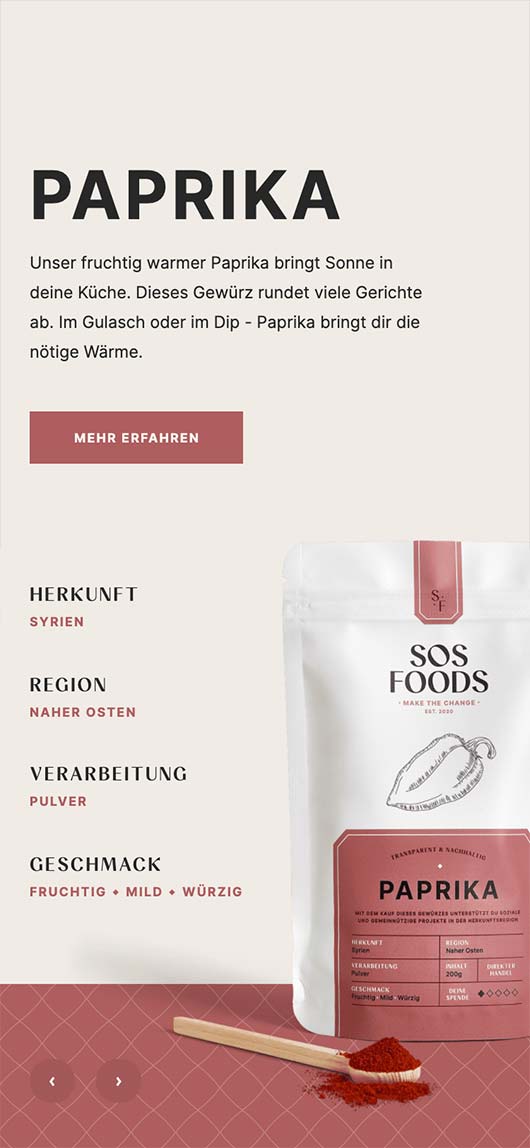 PAPRIKA
Unser fruchtig warmer Paprika bringt Sonne in
deine Küche. Dieses Gewürz rundet viele Gerichte
ab. Im Gulasch oder im Dip - Paprika bringt dir die
nötige Wärme.
MEHR ERFAHREN
HERKUNFT
SYRIEN
REGION
NAHER OSTEN
VERARBEITUNG
PULVER
GESCHMACK
FRUCHTIG • MILD • WÜRZIG
S F
SOS
FOODS
• MAKE THE CHANGE •
EST. 2020
TRANSPARENT & NACHHALTIG
PAPRIKA
MIT DEM KAUF DIESES GEWÜRZES UNTERSTÜTZT DU SOZIALE
UND GEMEINNÜTZIGE PROJEKTE IN DER HERKUNFTSREGION
HERKUNFT
Syrien
REGION
Naher Osten
VERARBEITUNG
Pulver
INHALT
200g
DIREKTER
HANDEL
GESCHMACK
Fruchtig•Mild•Würzig
DEINE
SPENDE